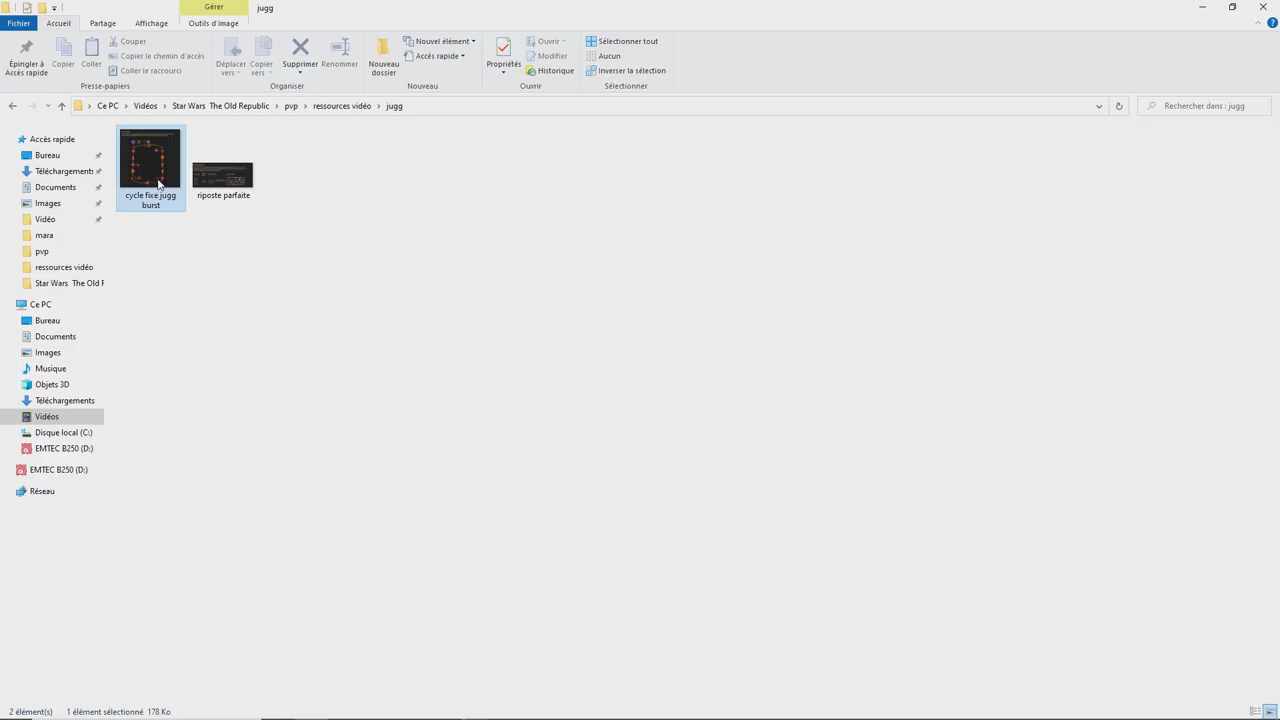 Gérer
jugg
Fichier
Accueil
Partage
Affichage
Outils d'image
Épingler à
Accès rapide
Copier
Coller
Couper
Copier le chemin d'accès
Coller le raccourci
Presse-papiers
Déplacer
vers
Copier
vers
Supprimer
Renommer
Organiser
Nouveau
dossier
Nouvel élément
Accès rapide
Nouveau
Propriétés
Ouvrir
Modifier
Historique
Ouvrir
Sélectionner tout
Aucun
Inverser la sélection
Sélectionner
Ce PC
Vidéos
Star Wars The Old Republic
pvp
ressources vidéo
jugg
Rechercher dans : jugg
Accès rapide
Bureau
Téléchargements
Documents
Images
Vidéo
mara
pvp
ressources vidéo
Star Wars The Old F
Ce PC
Bureau
Documents
Images
Musique
Objets 3D
Téléchargements
Vidéos
Disque local (C:)
EMTEC B250 (D:)
EMTEC B250 (D:)
Réseau
cycle fixe jugg
burst
riposte parfaite
2 élément(s)
1 élément sélectionné 178 Ko